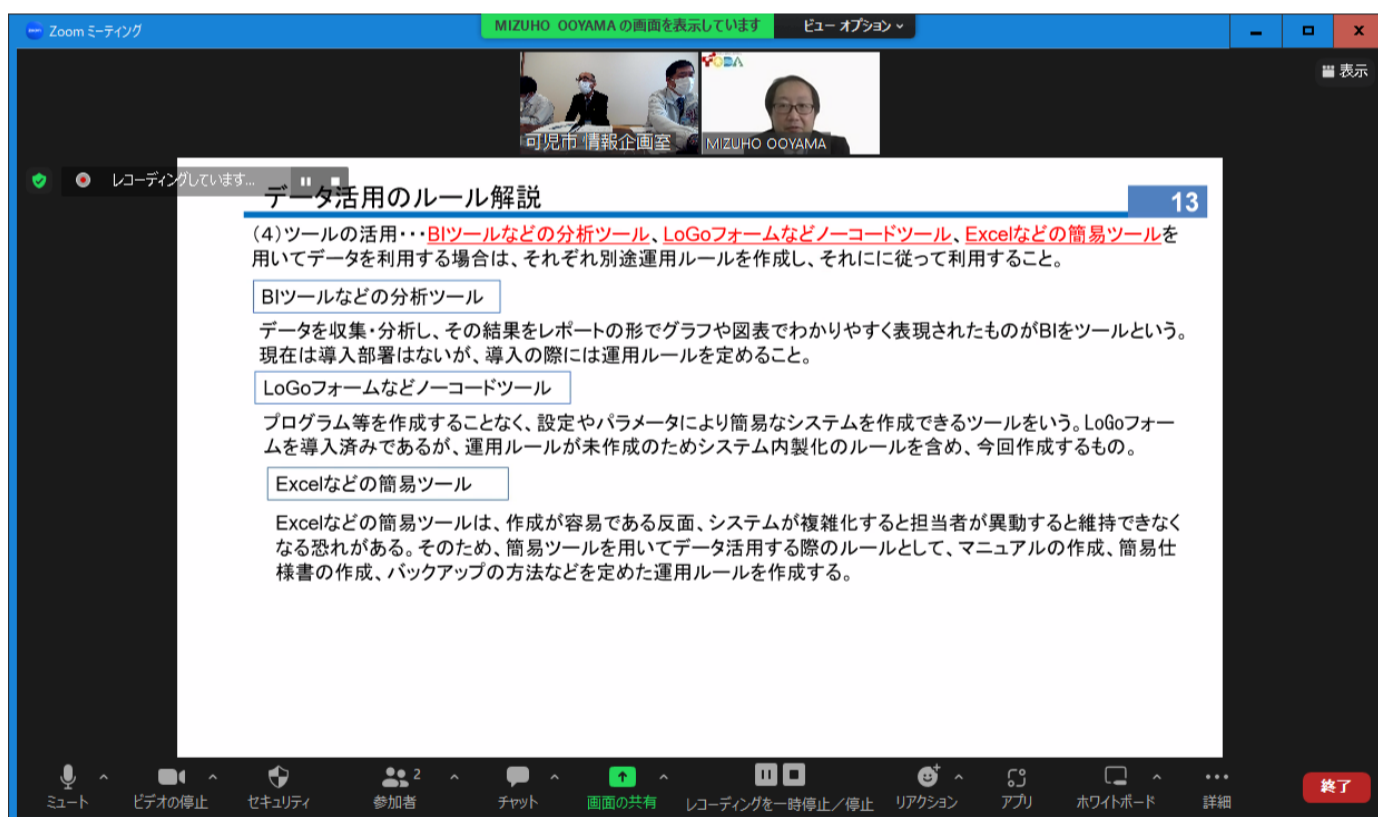 Zoom ミーティング
MIZUHO OOYAMA の画面を表示しています
ビュー オプション
表示
YODA
可児市 情報企画室
MIZUHO OOYAMA
レコーディングしています...
データ活用のルール解説
13
(4)ツールの活用・・・BIツールなどの分析ツール、LoGoフォームなどノーコードツール、Excelなどの簡易ツールを
用いてデータを利用する場合は、それぞれ別途運用ルールを作成し、それにに従って利用すること。
BIツールなどの分析ツール
データを収集・分析し、その結果をレポートの形でグラフや図表でわかりやすく表現されたものがBIをツールという。
現在は導入部署はないが、導入の際には運用ルールを定めること。
LoGoフォームなどノーコードツール
プログラム等を作成することなく、設定やパラメータにより簡易なシステムを作成できるツールをいう。LoGoフォー
ムを導入済みであるが、運用ルールが未作成のためシステム内製化のルールを含め、今回作成するもの。
Excelなどの簡易ツール
Excelなどの簡易ツールは、作成が容易である反面、システムが複雑化すると担当者が異動すると維持できなく
なる恐れがある。そのため、簡易ツールを用いてデータ活用する際のルールとして、マニュアルの作成、簡易仕
様書の作成、バックアップの方法などを定めた運用ルールを作成する。
ミュート
ビデオの停止
セキュリティ
2
参加者
チャット
画面の共有
レコーディングを一時停止／停止
リアクション
アプリ
ホワイトボード
詳細
終了